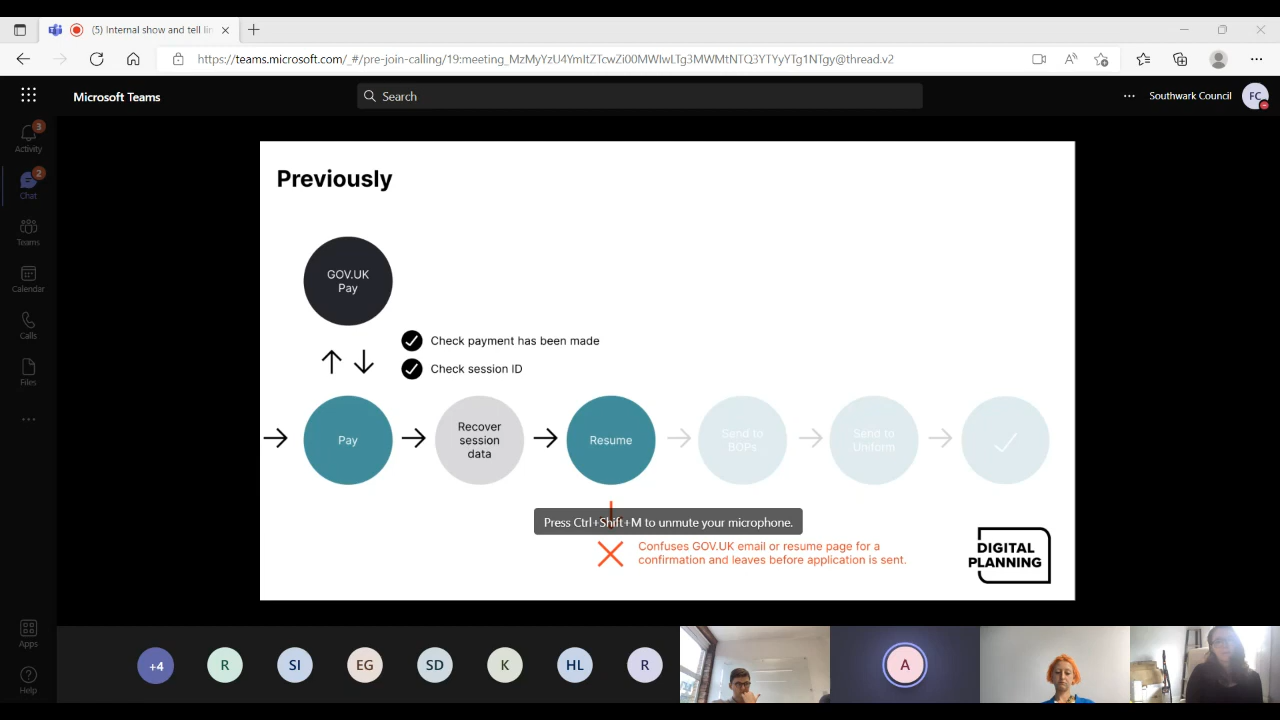 (5) Internal show and tell lin
https://teams.microsoft.com/_#/pre-join-calling/19:meeting_MzMyYzU4YmItZTcwZi00MWIwLTg3MWMtNTQ3YTYyYTg1NTgy@thread.v2
Microsoft Teams
Search
Southwark Council
FC
3
Activity
2
Chat
Teams
Calendar
Calls
Files
Apps
Help
Previously
GOV.UK
Pay
Check payment has been made
Check session ID
Pay
Recover
session
data
Resume
Send to
BOPs
Send to
Uniform
Press Ctrl+Shift+M to unmute your microphone.
Confuses GOV.UK email or resume page for a
confirmation and leaves before application is sent.
DIGITAL
PLANNING
+4
R
SI
EG
SD
K
HL
R
A